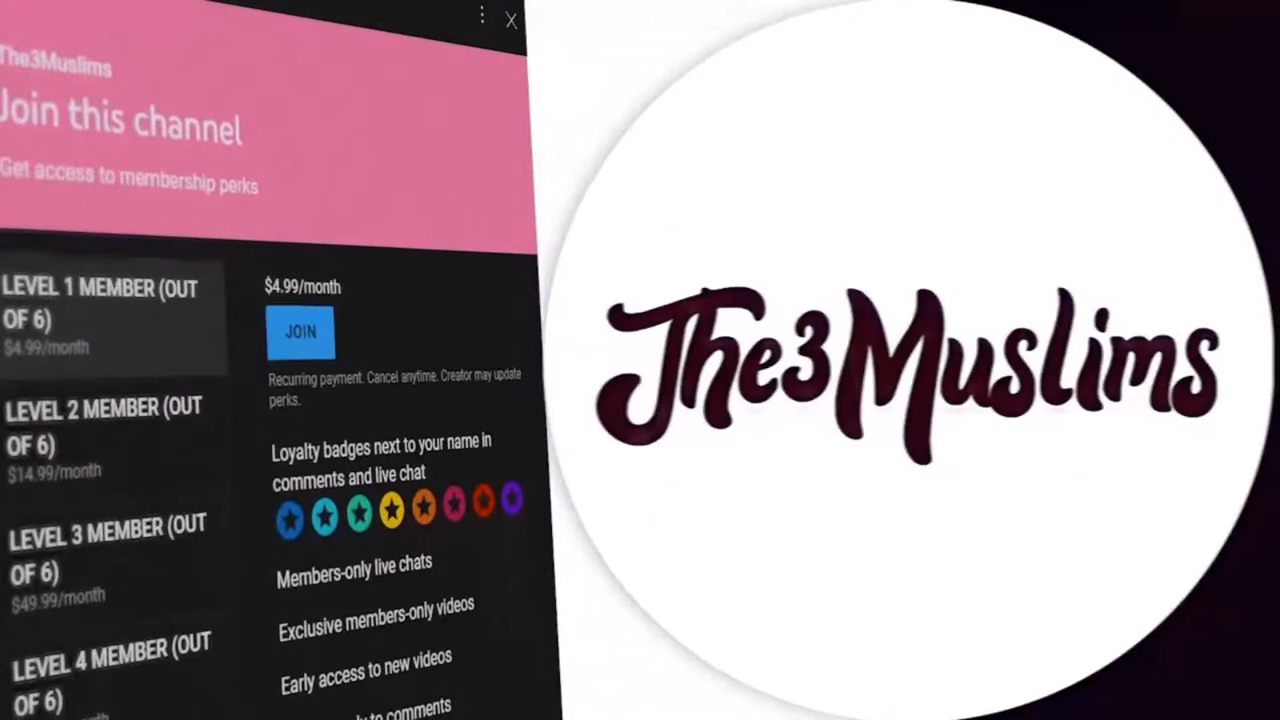 The3Muslims
Join this channel
Get access to membership perks
LEVEL 1 MEMBER (OUT
OF 6)
$4.99/month
LEVEL 2 MEMBER (OUT
OF 6)
$14.99/month
LEVEL 3 MEMBER (OUT
OF 6)
$49.99/month
LEVEL 4 MEMBER (OUT
OF 6)
$4.99/month
JOIN
Recurring payment. Cancel anytime. Creator may update
perks.
Loyalty badges next to your name in
comments and live chat
Members-only live chats
Exclusive members-only videos
Early access to new videos
to comments
The3Muslims